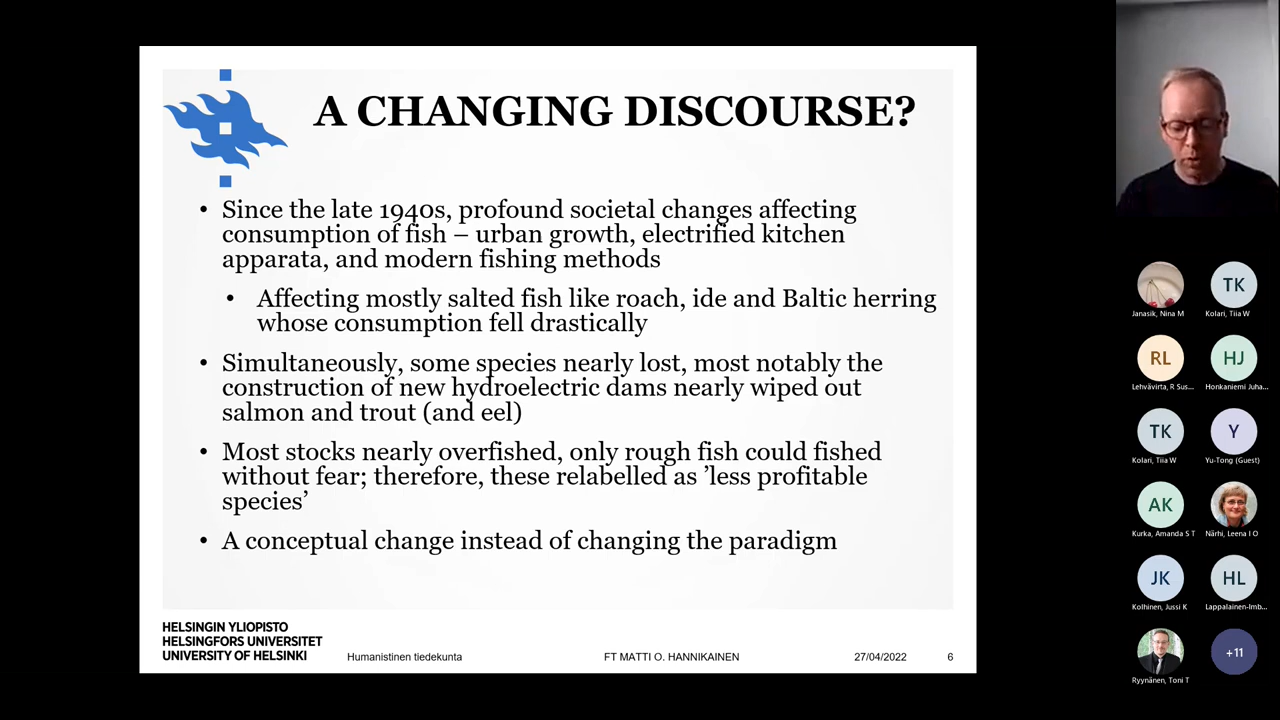 A CHANGING DISCOURSE?
• Since the late 1940s, profound societal changes affecting
consumption of fish – urban growth, electrified kitchen
apparata, and modern fishing methods
• Affecting mostly salted fish like roach, ide and Baltic herring
whose consumption fell drastically
• Simultaneously, some species nearly lost, most notably the
construction of new hydroelectric dams nearly wiped out
salmon and trout (and eel)
• Most stocks nearly overfished, only rough fish could fished
without fear; therefore, these relabelled as ’less profitable
species’
• A conceptual change instead of changing the paradigm
HELSINGIN YLIOPISTO
HELSINGFORS UNIVERSITET
UNIVERSITY OF HELSINKI
Humanistinen tiedekunta
FT MATTI O. HANNIKAINEN
27/04/2022
6
Janasik, Nina M
TK
Kolari, Tiia W
RL
Lehvävirta, R Sus...
HJ
Honkaniemi Juha...
TK
Kolari, Tiia W
Y
Yu-Tong (Guest)
AK
Kurka, Amanda S T
Närhi, Leena I O
JK
Kolhinen, Jussi K
HL
Lappalainen-Imb...
Ryynänen, Toni T
+11